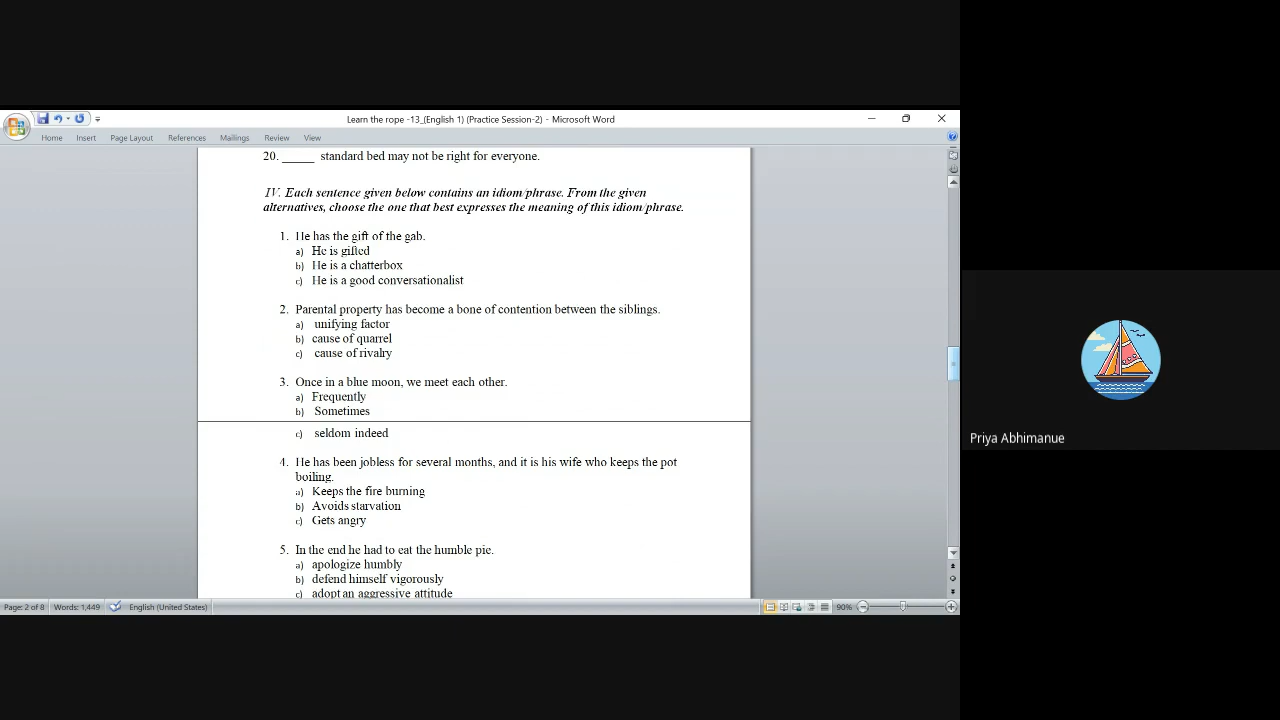 Learn the rope -13_(English 1) (Practice Session-2) - Microsoft Word
Home Insert Page Layout References Mailings Review View
20. _____ standard bed may not be right for everyone.
IV. Each sentence given below contains an idiom/phrase. From the given
alternatives, choose the one that best expresses the meaning of this idiom/phrase.
1. He has the gift of the gab.
a) He is gifted
b) He is a chatterbox
c) He is a good conversationalist
2. Parental property has become a bone of contention between the siblings.
a) unifying factor
b) cause of quarrel
c) cause of rivalry
3. Once in a blue moon, we meet each other.
a) Frequently
b) Sometimes
c) seldom indeed
4. He has been jobless for several months, and it is his wife who keeps the pot
boiling.
a) Keeps the fire burning
b) Avoids starvation
c) Gets angry
5. In the end he had to eat the humble pie.
a) apologize humbly
b) defend himself vigorously
c) adopt an aggressive attitude
Page: 2 of 8 Words: 1,449 English (United States) 90%
Priya Abhimanue